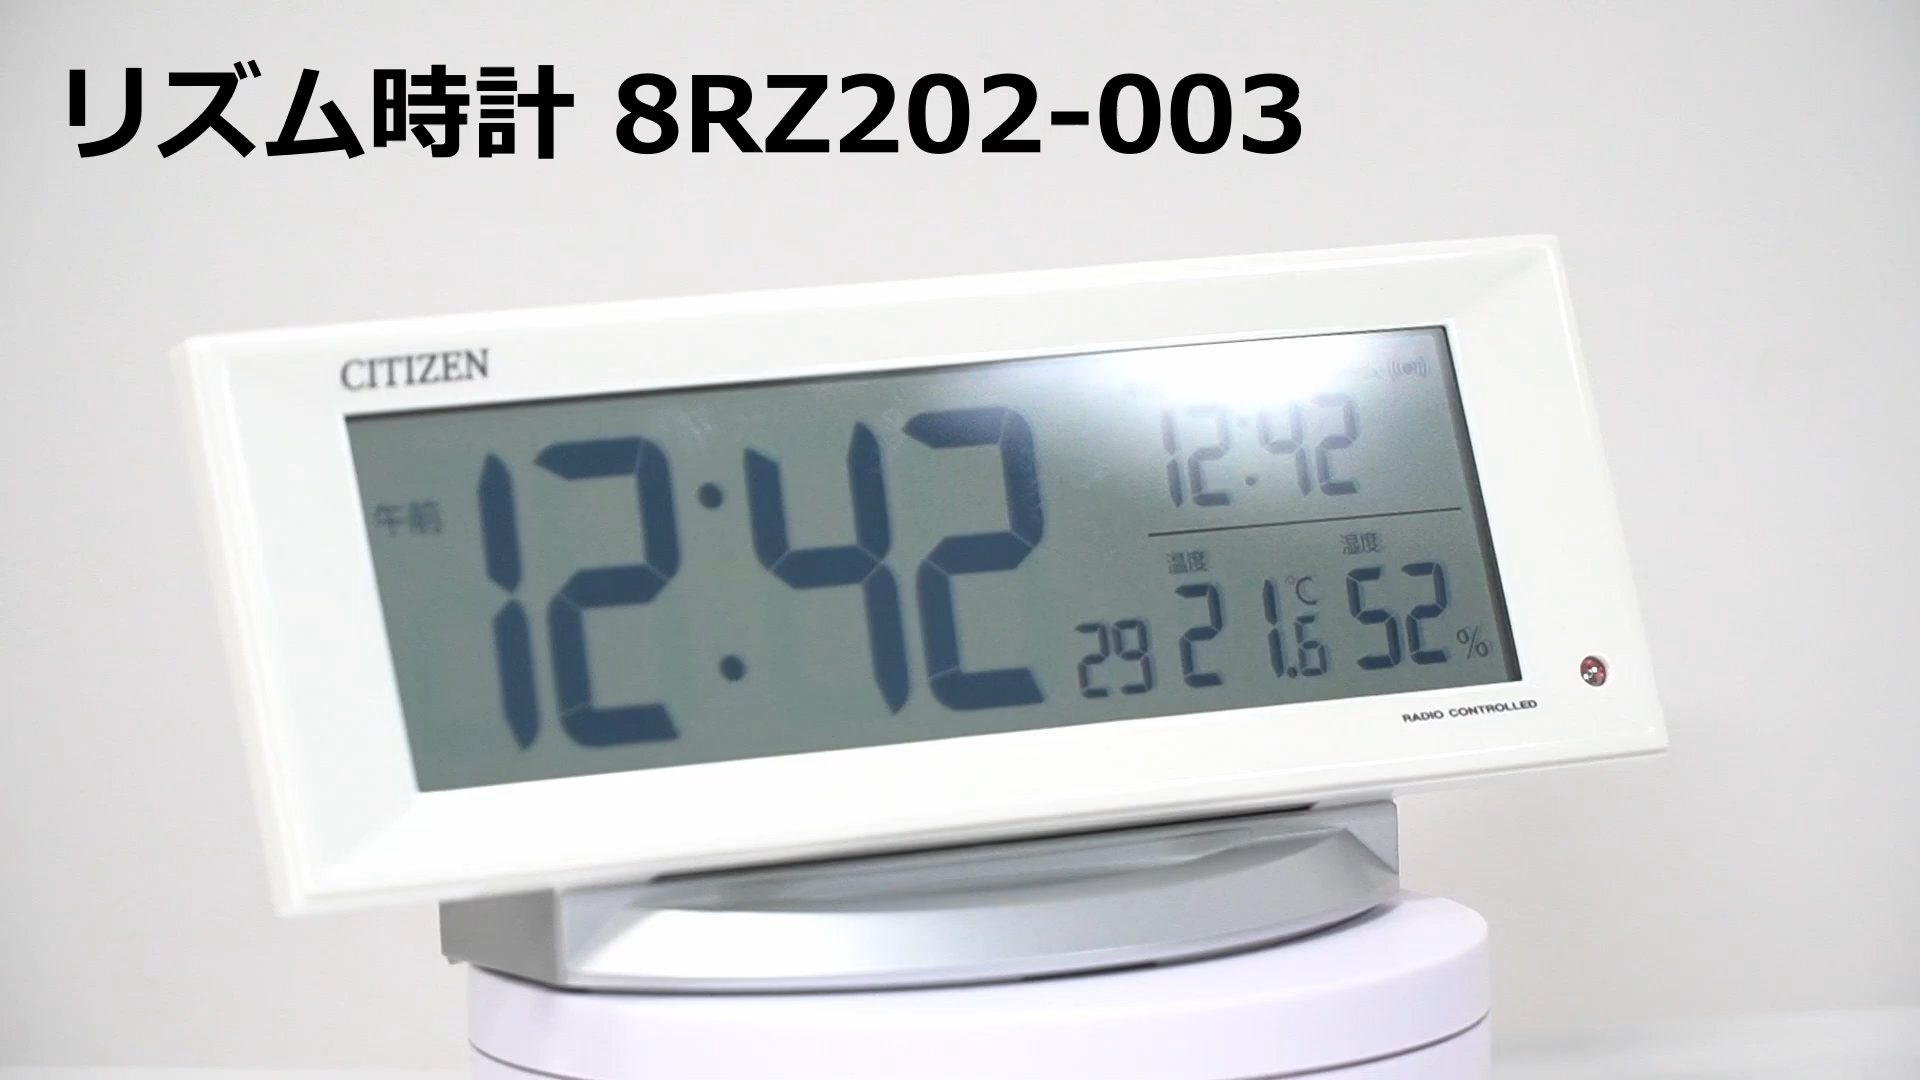 リズム時計 8RZ202-003
CITIZEN
午前
12:42
12:42
温度
湿度
29
21.6
℃
52
%
RADIO CONTROLLED